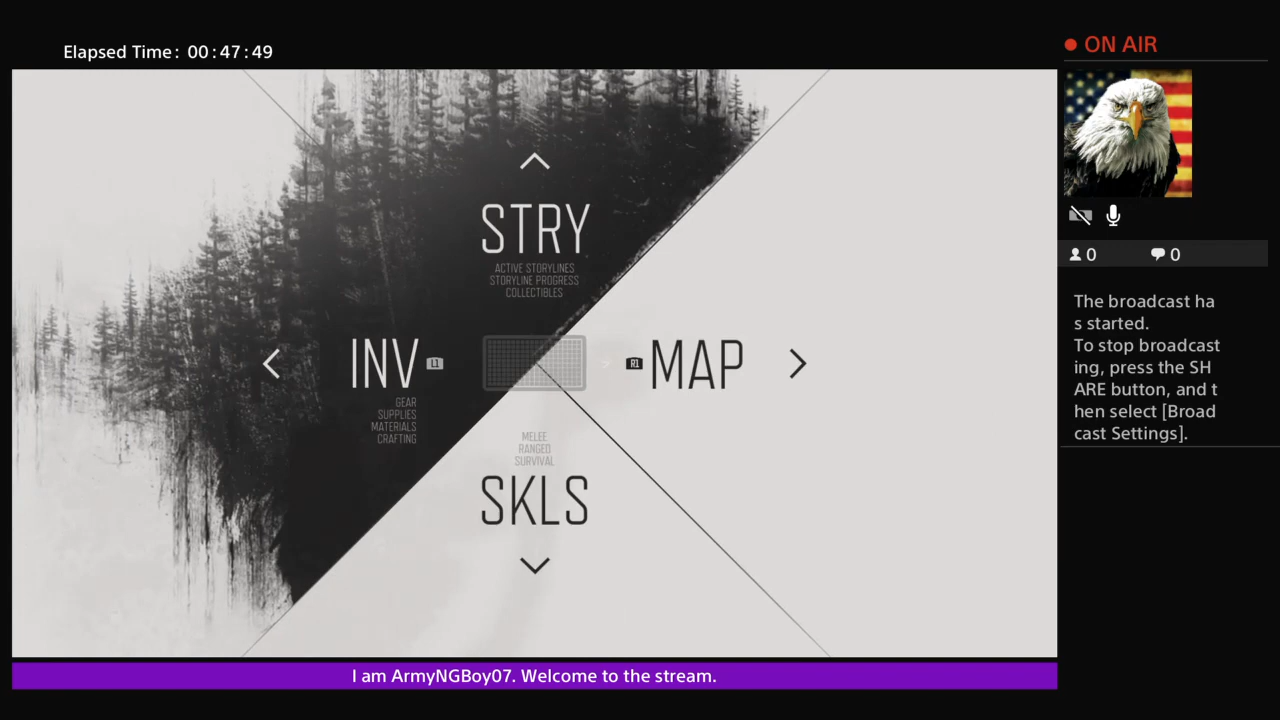 Elapsed Time: 00:47:49
ON AIR
STRY
ACTIVE STORYLINES
STORYLINE PROGRESS
COLLECTIBLES
INV L1
R1 MAP
GEAR
SUPPLIES
MATERIALS
CRAFTING
MELEE
RANGED
SURVIVAL
SKLS
0 0
The broadcast ha
s started.
To stop broadcast
ing, press the SH
ARE button, and t
hen select [Broad
cast Settings].
I am ArmyNGBoy07. Welcome to the stream.